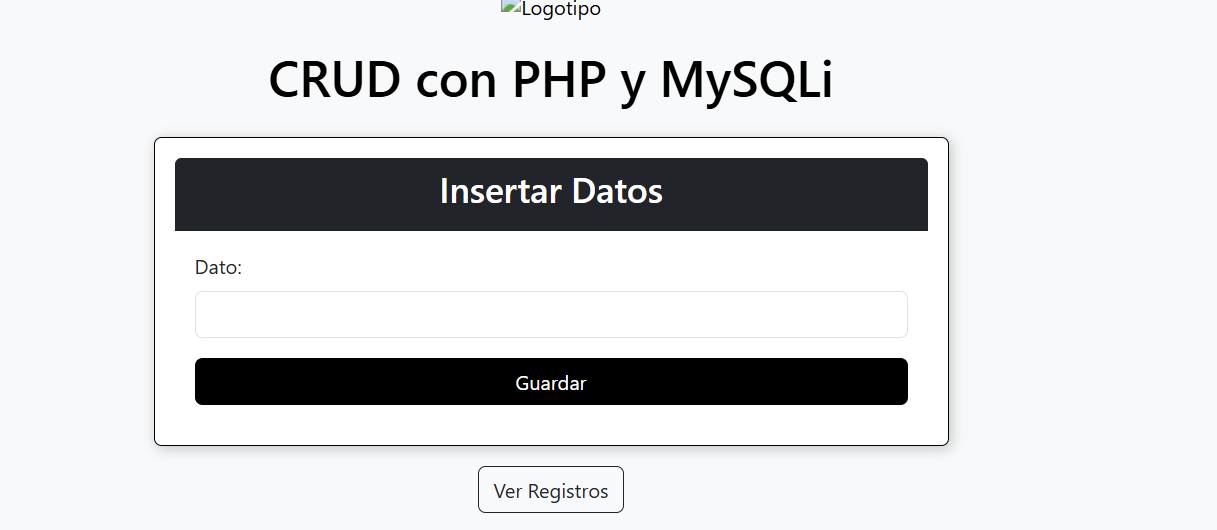 Logotipo
CRUD con PHP y MySQLi
Insertar Datos
Dato:
Guardar
Ver Registros